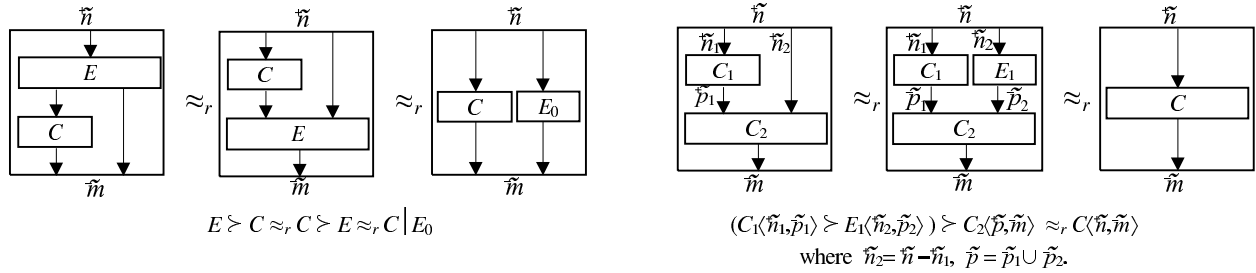 ⁺ñ ⁺ñ ⁺ñ ⁺ñ ⁺ñ ⁺ñ
E C ≈ᵣ ≈ᵣ ⁺ñ₁ ⁺ñ₂ ⁺ñ₁ ⁺ñ₂
C₁ C₁ E₁
C E C E₀ ⁺p̃₁ ≈ᵣ ⁻p̃₁ ⁻p̃₂ ≈ᵣ C
C₂ C₂
⁻m̃ ⁻m̃ ⁻m̃ ⁻m̃ ⁻m̃ ⁻m̃
E ≻ C ≈ᵣ C ≻ E ≈ᵣ C | E₀
(C₁⟨⁺ñ₁,⁻p̃₁⟩ ≻ E₁⟨⁺ñ₂,⁻p̃₂⟩ ) ≻ C₂⟨⁺p̃,⁻m̃⟩ ≈ᵣ C⟨⁺ñ,⁻m̃⟩
where ⁺ñ₂= ⁺ñ −⁺ñ₁, ⁻p̃ = ⁻p̃₁∪ ⁻p̃₂.